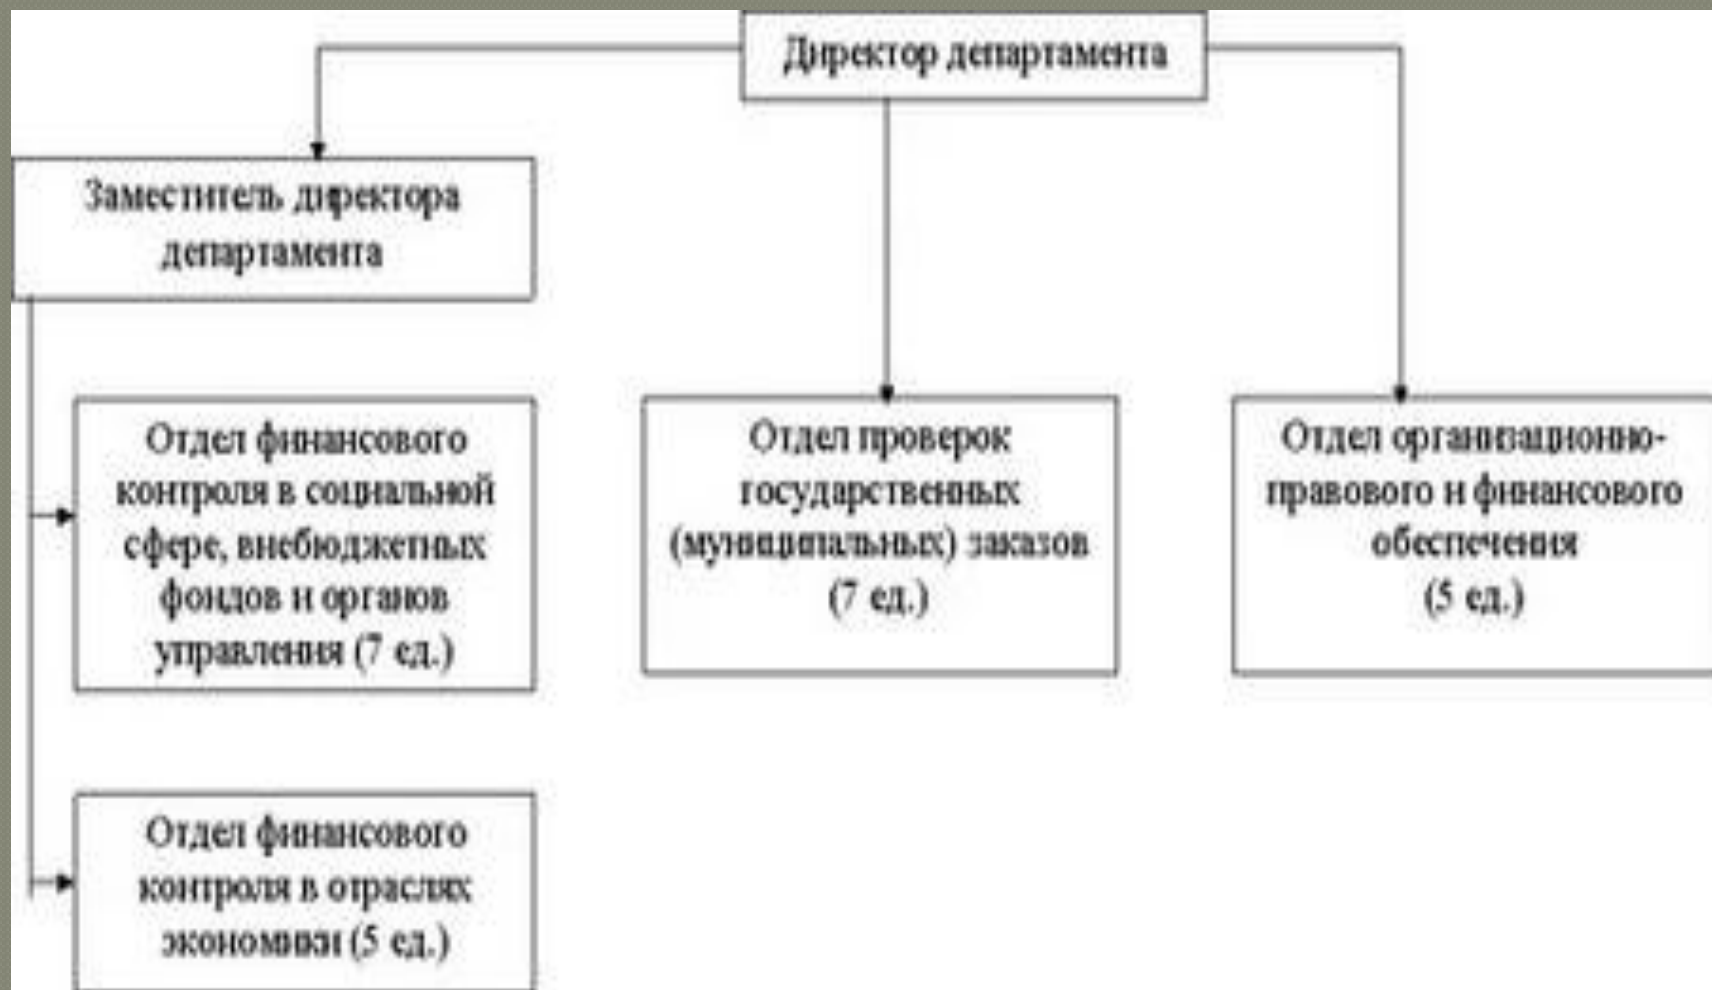 Директор департамента
Заместитель директора
департамента
Отдел финансового
контроля в социальной
сфере, внебюджетных
фондов и органов
управления (7 ед.)
Отдел проверок
государственных
(муниципальных) заказов
(7 ед.)
Отдел организационно-
правового и финансового
обеспечения
(5 ед.)
Отдел финансового
контроля в отраслях
экономики (5 ед.)